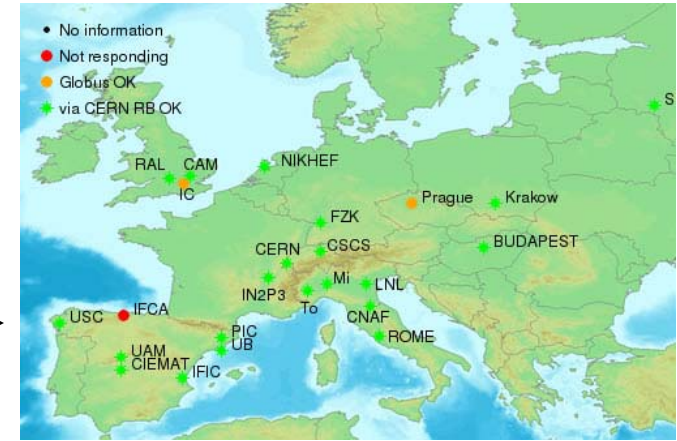 No information
Not responding
Globus OK
via CERN RB OK
S
NIKHEF
RAL CAM
IC
Prague Krakow
FZK
BUDAPEST
CERN CSCS
IN2P3 Mi LNL
To
CNAF
USC IFCA
PIC ROME
UB
UAM
CIEMAT IFIC